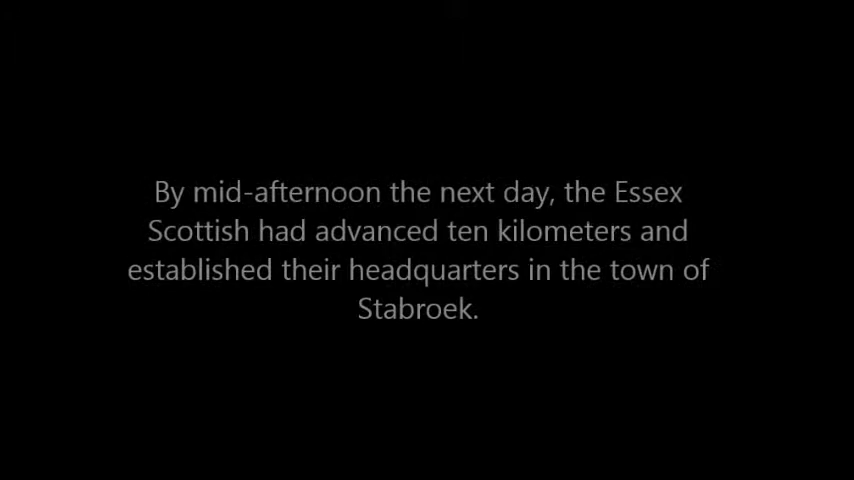 By mid-afternoon the next day, the Essex
Scottish had advanced ten kilometers and
established their headquarters in the town of
Stabroek.